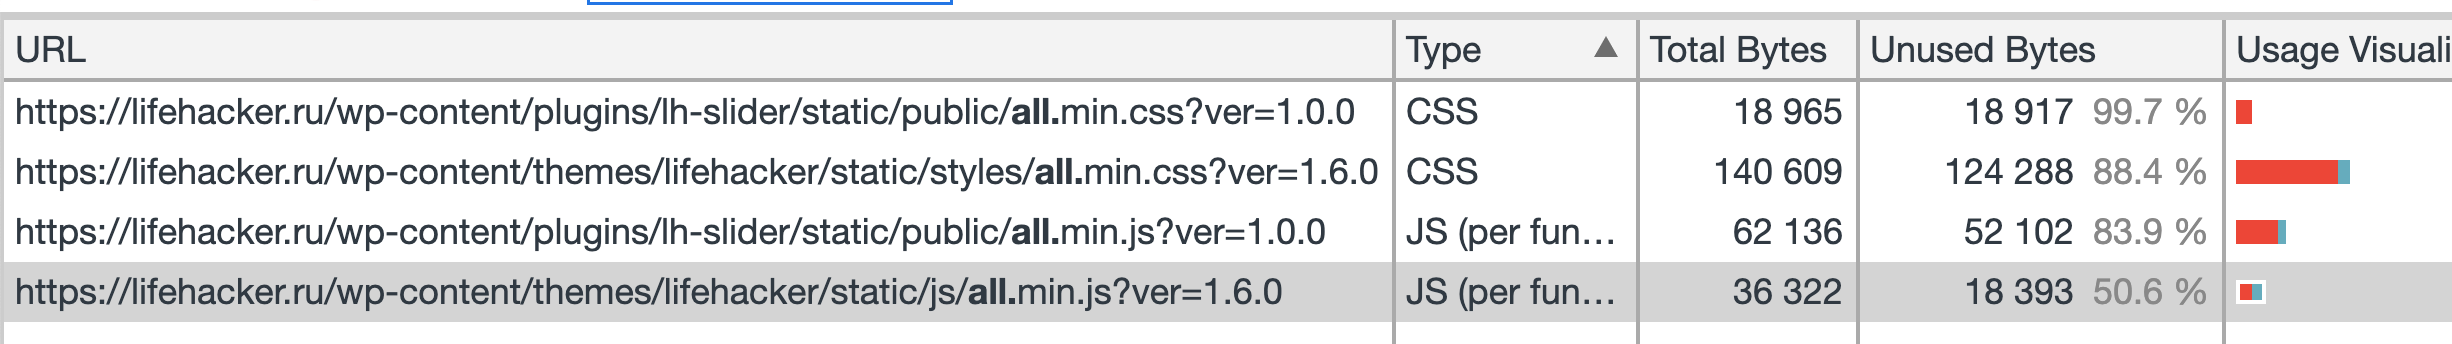 URL Type ▲ Total Bytes Unused Bytes Usage Visuali
https://lifehacker.ru/wp-content/plugins/lh-slider/static/public/all.min.css?ver=1.0.0 CSS 18 965 18 917 99.7 %
https://lifehacker.ru/wp-content/themes/lifehacker/static/styles/all.min.css?ver=1.6.0 CSS 140 609 124 288 88.4 %
https://lifehacker.ru/wp-content/plugins/lh-slider/static/public/all.min.js?ver=1.0.0 JS (per fun... 62 136 52 102 83.9 %
https://lifehacker.ru/wp-content/themes/lifehacker/static/js/all.min.js?ver=1.6.0 JS (per fun... 36 322 18 393 50.6 %